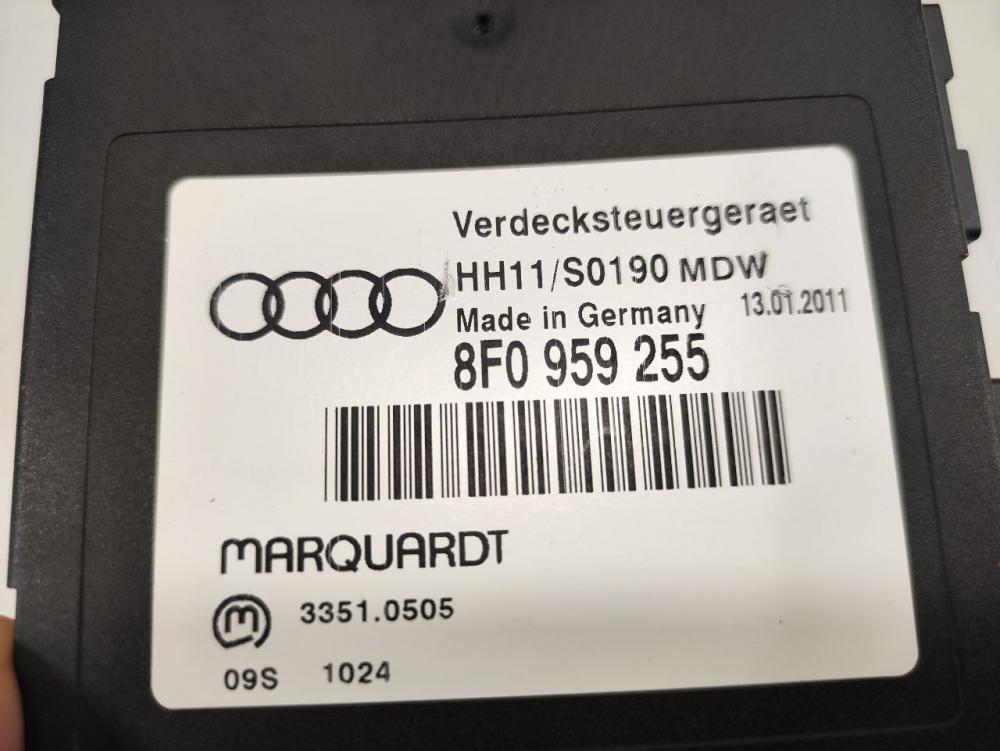 Verdecksteuergeraet
HH11/S0190 MDW
Made in Germany 13.01.2011
8F0 959 255
MARQUARDT
m 3351.0505
09S 1024